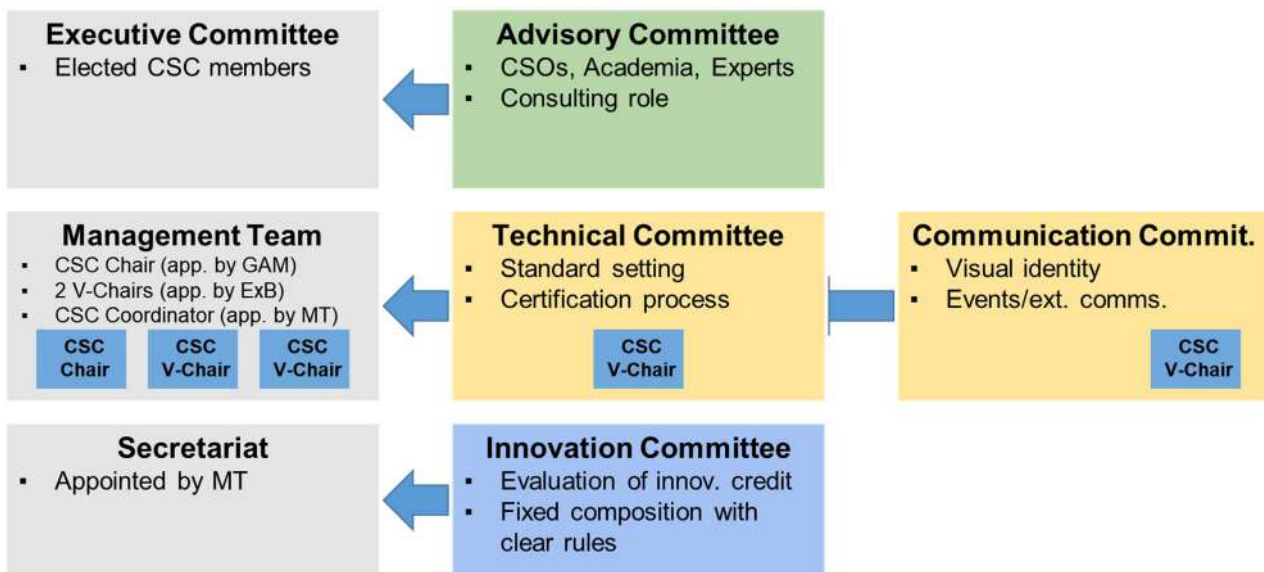 Executive Committee
▪ Elected CSC members
Advisory Committee
▪ CSOs, Academia, Experts
▪ Consulting role
Management Team
▪ CSC Chair (app. by GAM)
▪ 2 V-Chairs (app. by ExB)
▪ CSC Coordinator (app. by MT)
CSC
Chair
CSC
V-Chair
CSC
V-Chair
Technical Committee
▪ Standard setting
▪ Certification process
CSC
V-Chair
Communication Commit.
▪ Visual identity
▪ Events/ext. comms.
CSC
V-Chair
Secretariat
▪ Appointed by MT
Innovation Committee
▪ Evaluation of innov. credit
▪ Fixed composition with
clear rules